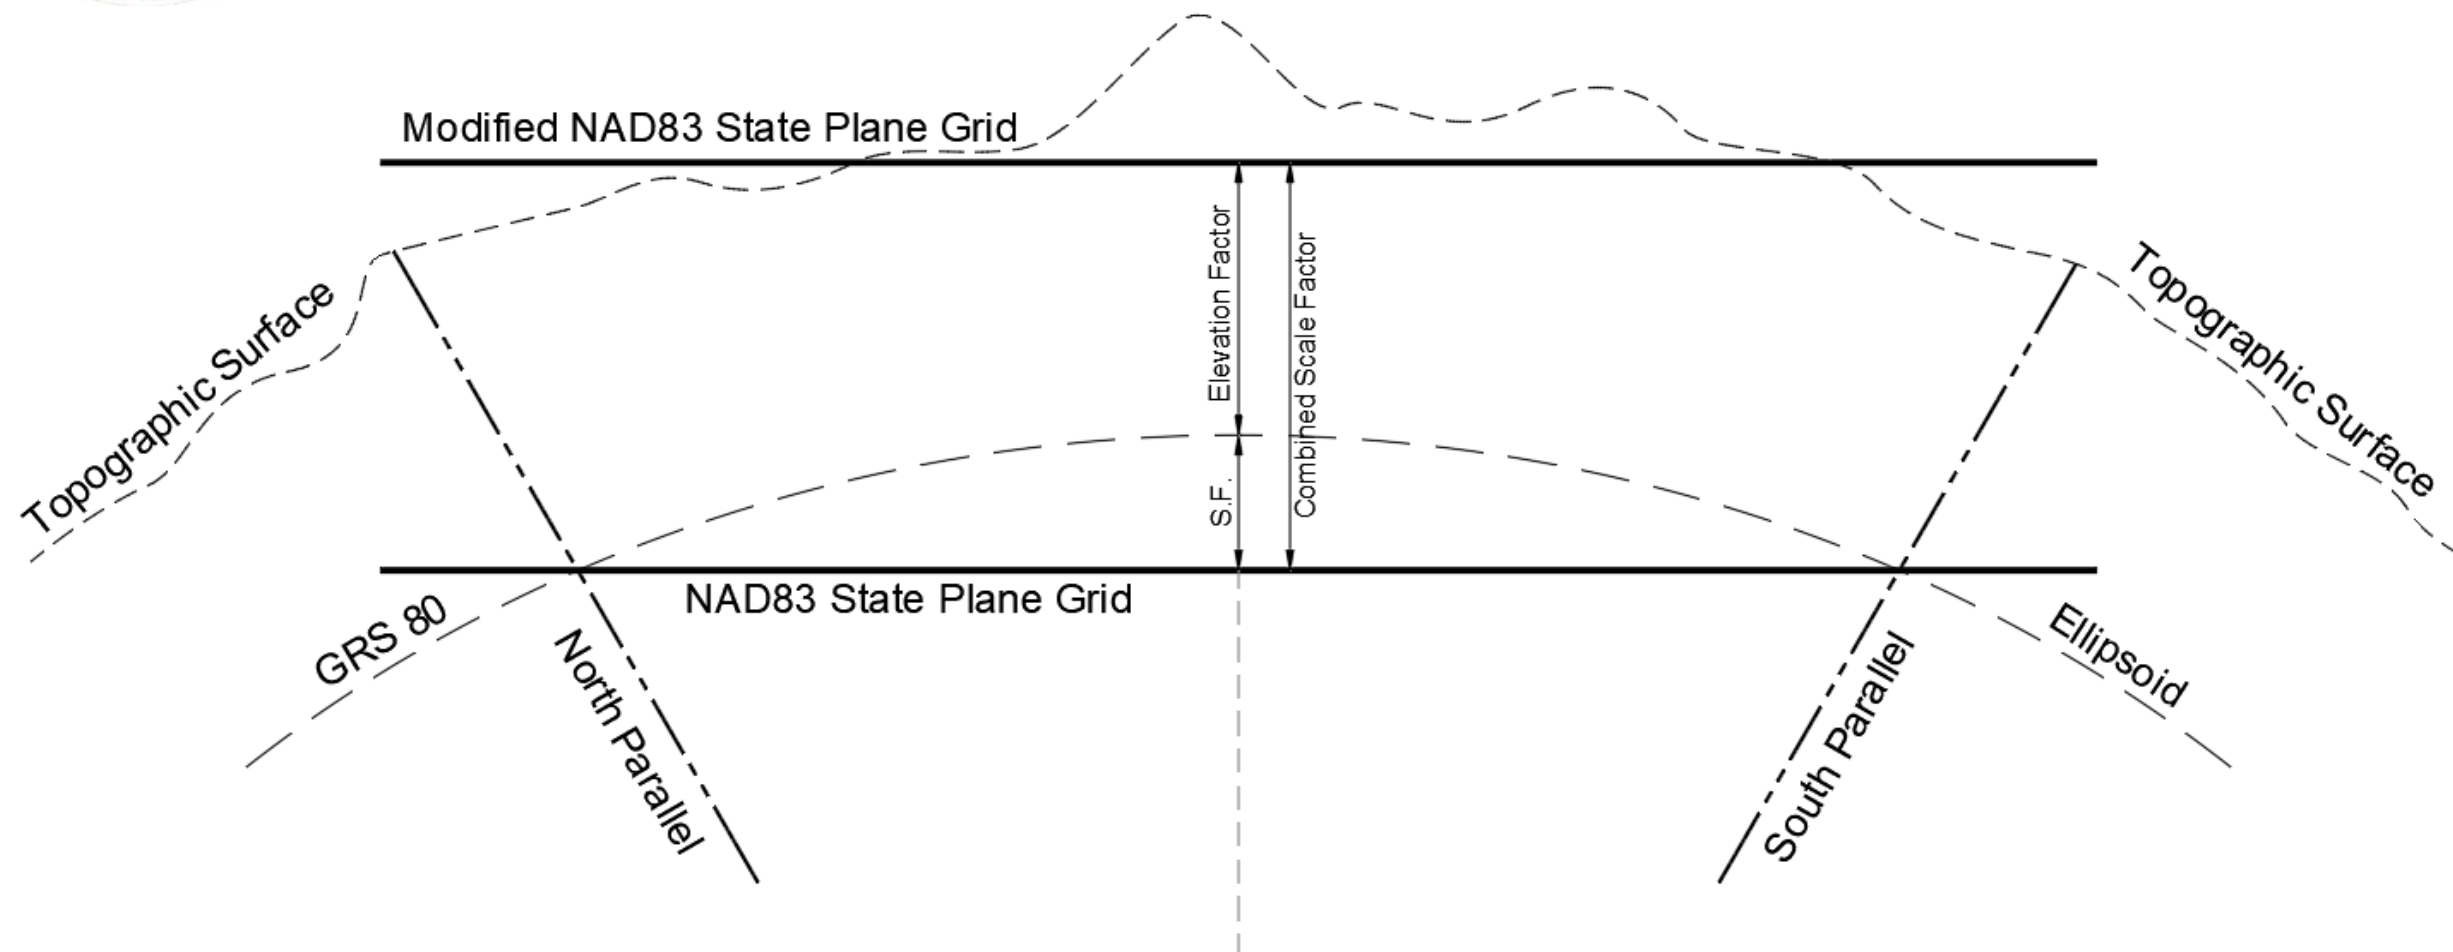 Modified NAD83 State Plane Grid
Topographic Surface
Elevation Factor
Combined Scale Factor
Topographic Surface
S.F.
NAD83 State Plane Grid
GRS 80
Ellipsoid
North Parallel
South Parallel